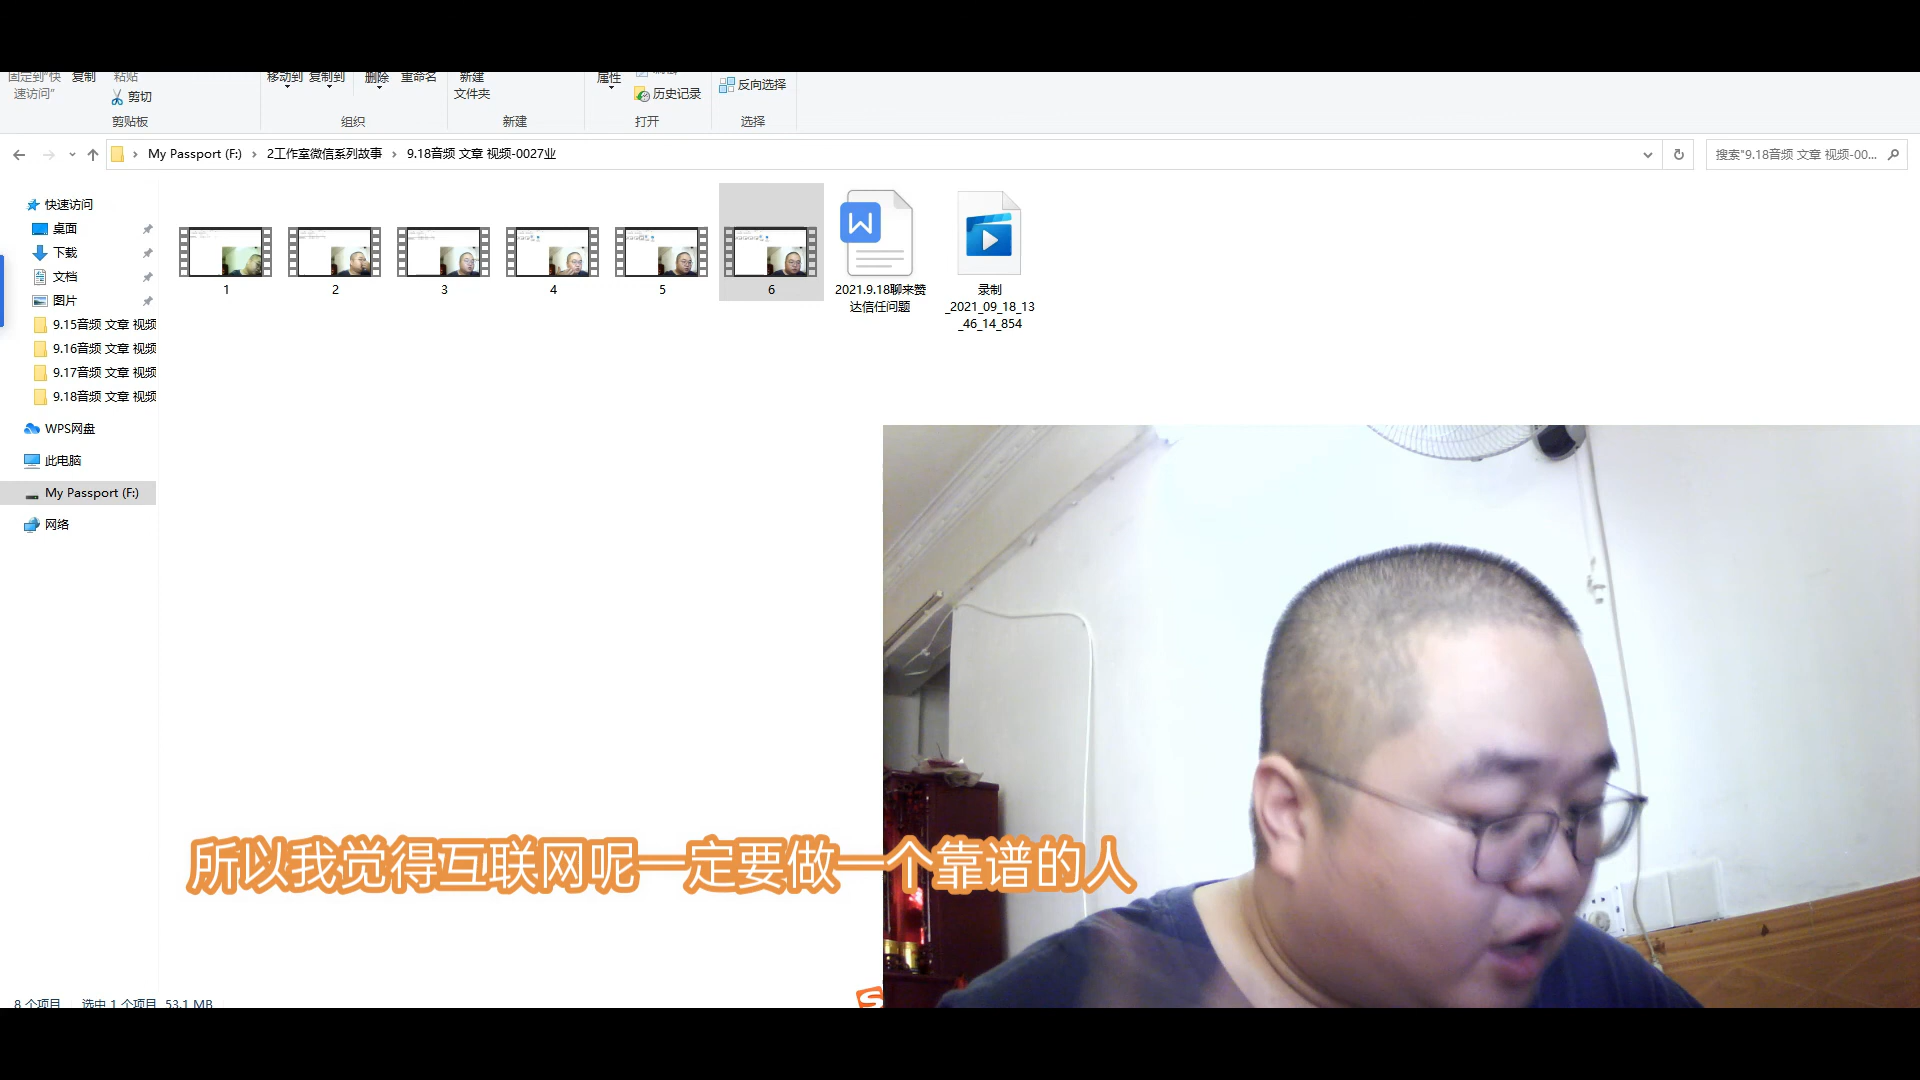 固定到"快 复制 粘贴 移动到 复制到 删除 重命名 新建 属性
速访问" 剪切 文件夹 历史记录 反向选择
剪贴板 组织 新建 打开 选择
My Passport (F:) › 2工作室微信系列故事 › 9.18音频 文章 视频-0027业
搜索"9.18音频 文章 视频-00...
快速访问
桌面
下载
文档
图片
9.15音频 文章 视频
9.16音频 文章 视频
9.17音频 文章 视频
9.18音频 文章 视频
WPS网盘
此电脑
My Passport (F:)
网络
1
2
3
4
5
6
W
2021.9.18聊来赞
达信任问题
录制
_2021_09_18_13
_46_14_854
所以我觉得互联网呢一定要做一个靠谱的人
8 个项目 选中 1 个项目 53.1 MB